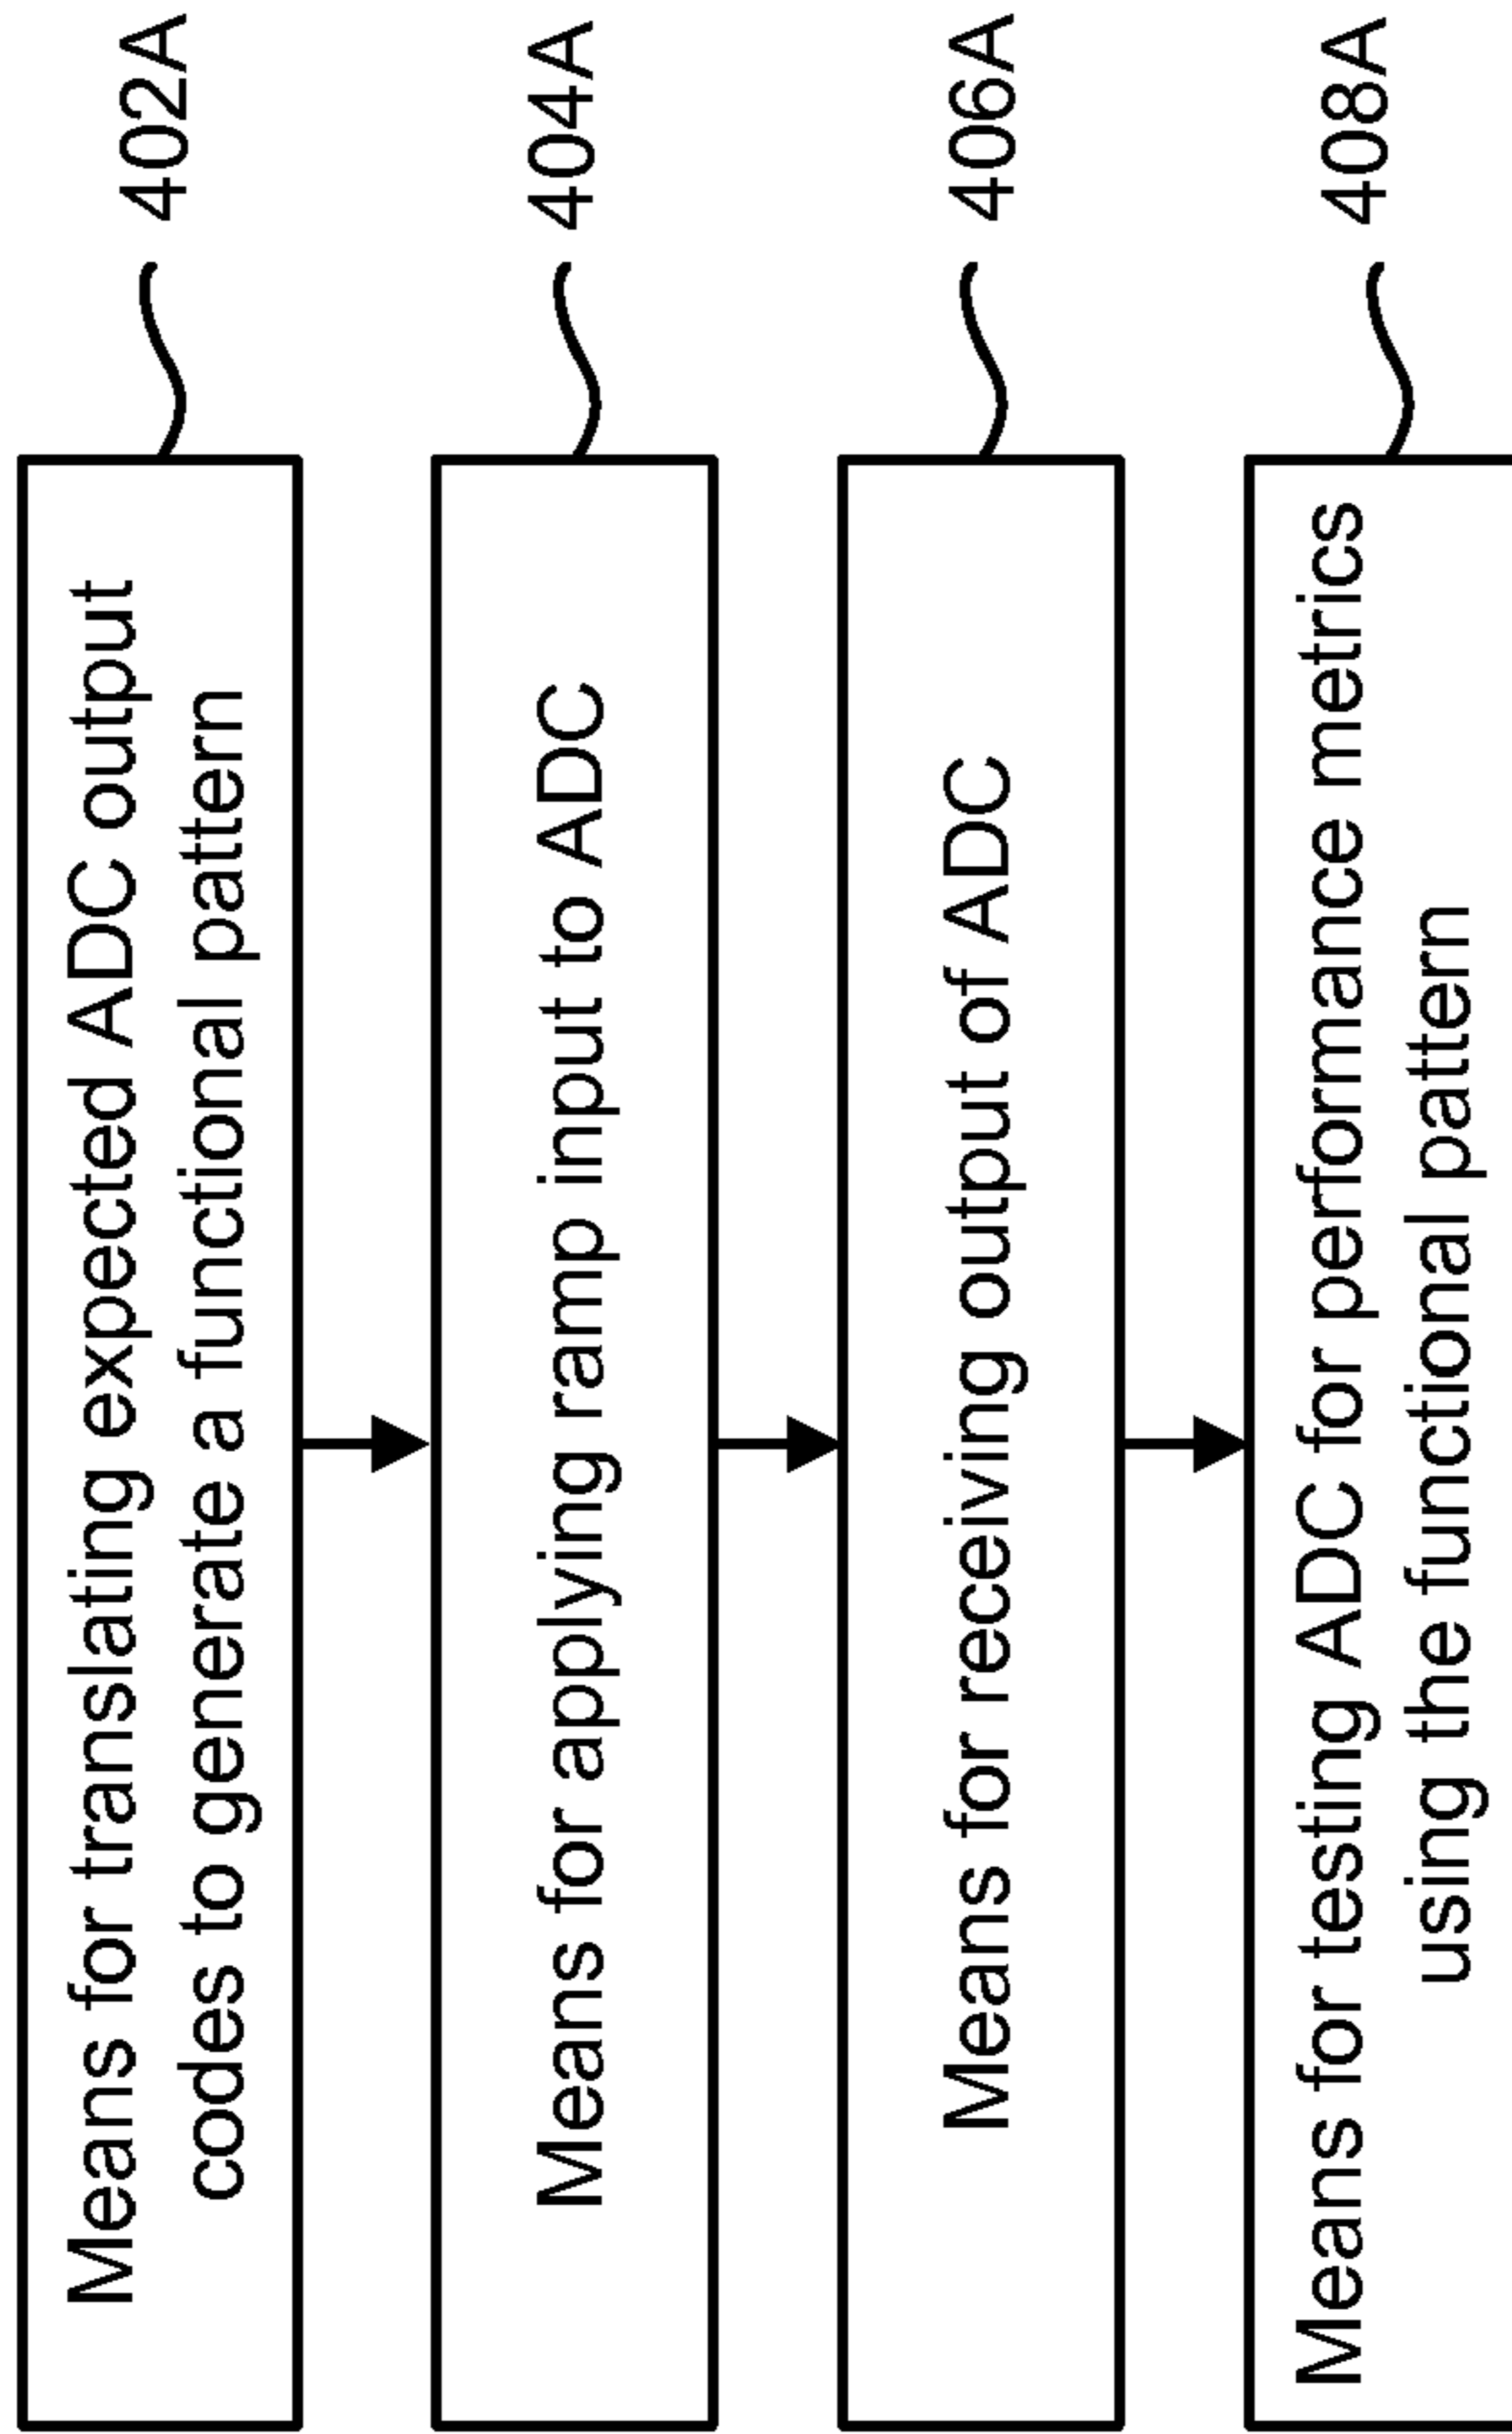 Means for translating expected ADC output
codes to generate a functional pattern
402A
Means for applying ramp input to ADC
404A
Means for receiving output of ADC
406A
Means for testing ADC for performance metrics
using the functional pattern
408A